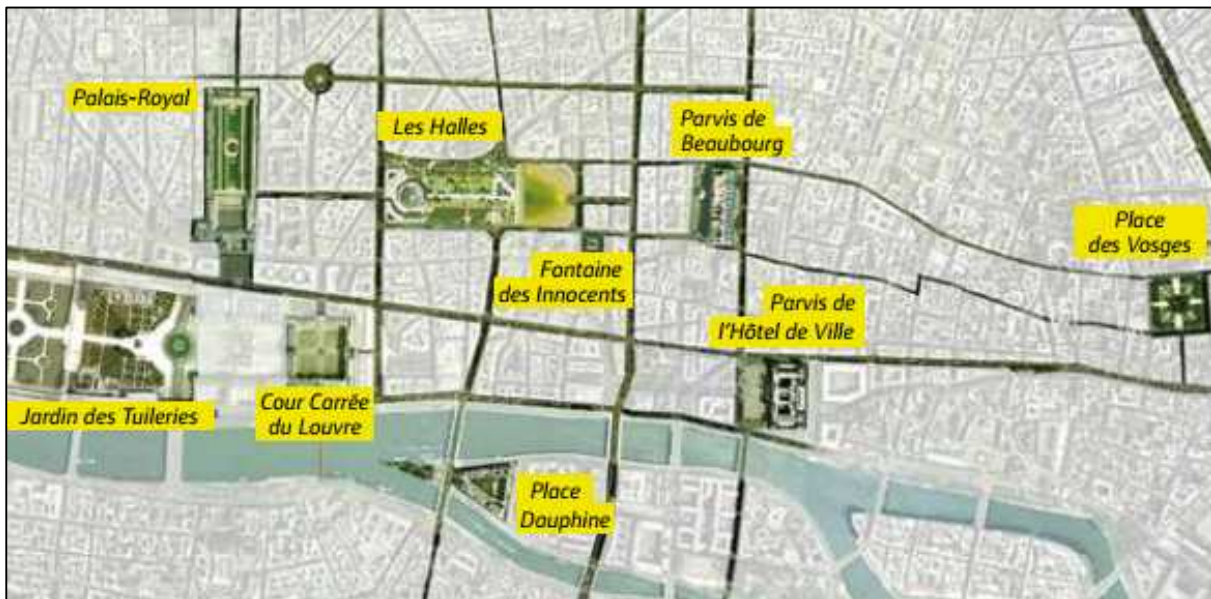 Palais-Royal
Les Halles
Parvis de
Beaubourg
Place
des Vosges
Fontaine
des Innocents
Parvis de
l'Hôtel de Ville
Jardin des Tuileries
Cour Carrée
du Louvre
Place
Dauphine